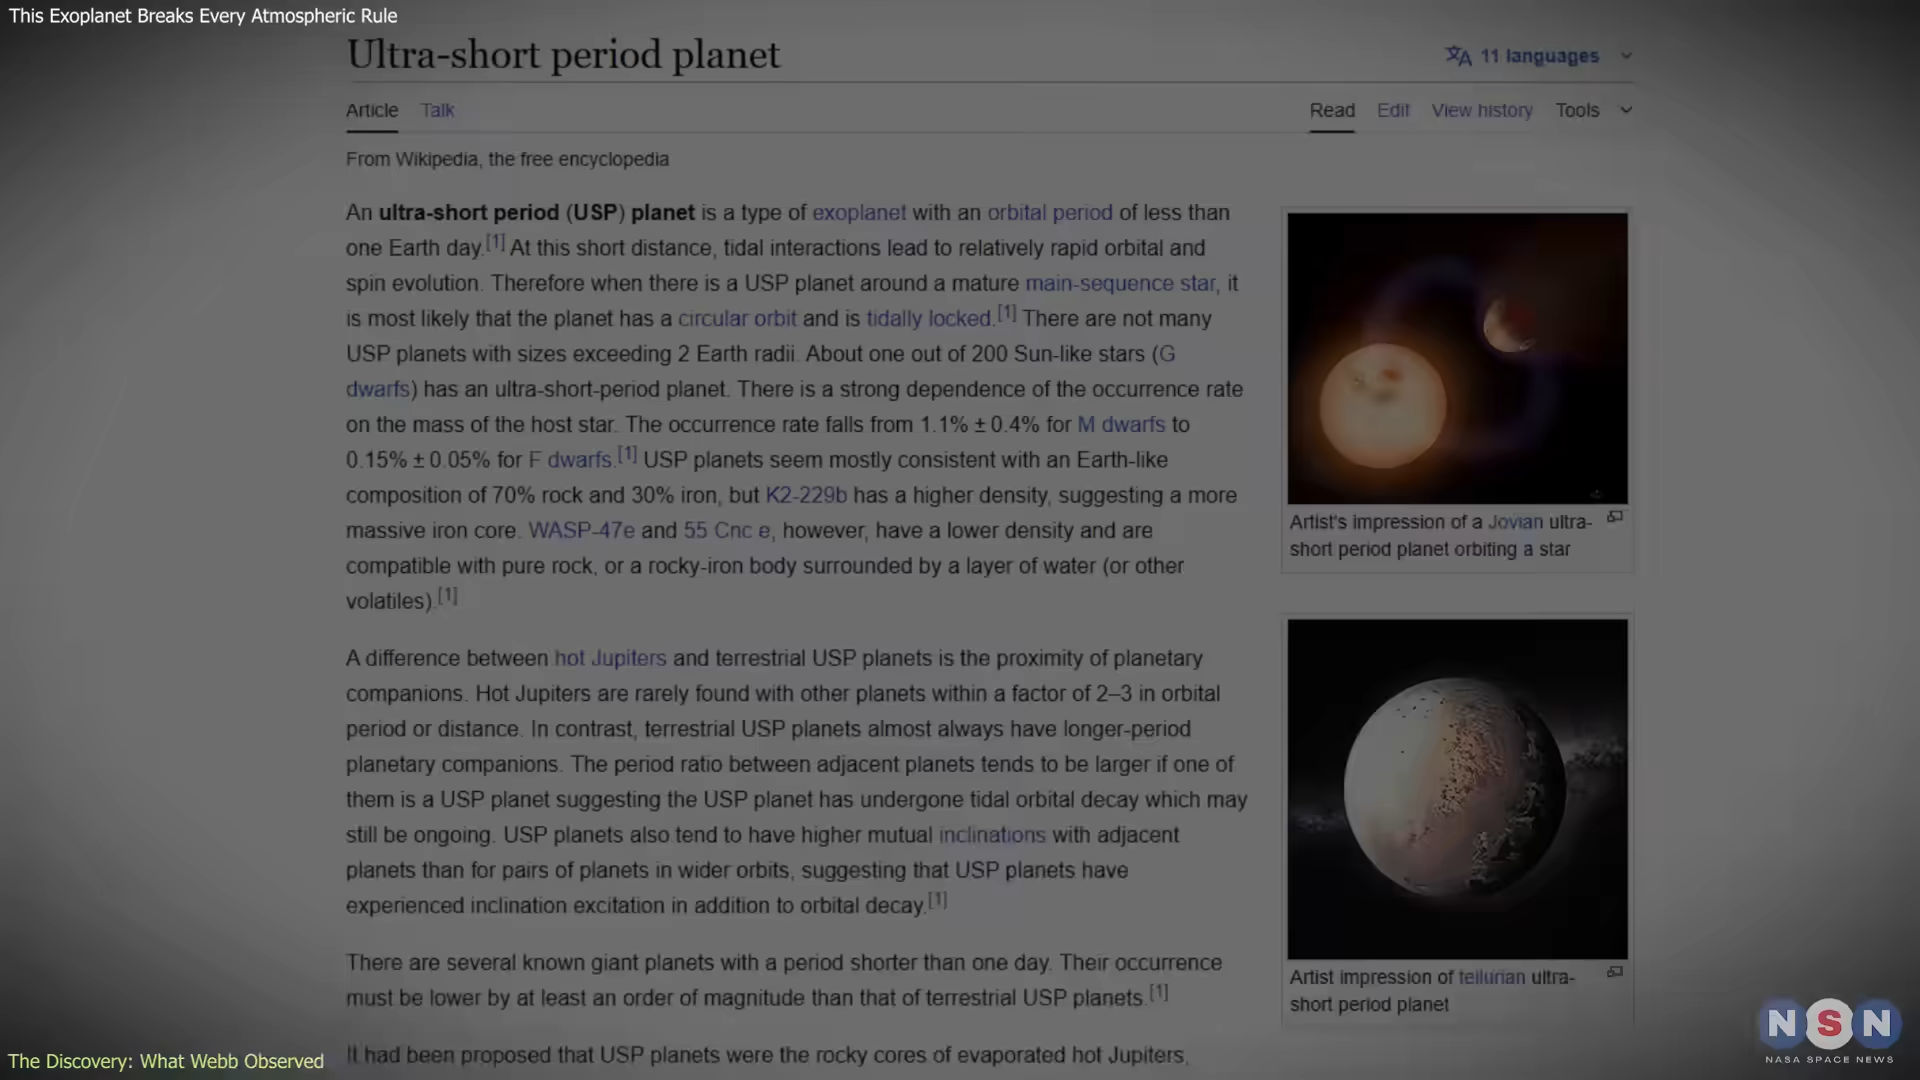 This Exoplanet Breaks Every Atmospheric Rule
Ultra-short period planet
11 languages
Article Talk
Read Edit View history Tools
From Wikipedia, the free encyclopedia
An ultra-short period (USP) planet is a type of exoplanet with an orbital period of less than
one Earth day.[1] At this short distance, tidal interactions lead to relatively rapid orbital and
spin evolution. Therefore when there is a USP planet around a mature main-sequence star, it
is most likely that the planet has a circular orbit and is tidally locked.[1] There are not many
USP planets with sizes exceeding 2 Earth radii. About one out of 200 Sun-like stars (G
dwarfs) has an ultra-short-period planet. There is a strong dependence of the occurrence rate
on the mass of the host star. The occurrence rate falls from 1.1% ± 0.4% for M dwarfs to
0.15% ± 0.05% for F dwarfs.[1] USP planets seem mostly consistent with an Earth-like
composition of 70% rock and 30% iron, but K2-229b has a higher density, suggesting a more
massive iron core. WASP-47e and 55 Cnc e, however, have a lower density and are
compatible with pure rock, or a rocky-iron body surrounded by a layer of water (or other
volatiles).[1]
Artist's impression of a Jovian ultra-
short period planet orbiting a star
A difference between hot Jupiters and terrestrial USP planets is the proximity of planetary
companions. Hot Jupiters are rarely found with other planets within a factor of 2–3 in orbital
period or distance. In contrast, terrestrial USP planets almost always have longer-period
planetary companions. The period ratio between adjacent planets tends to be larger if one of
them is a USP planet suggesting the USP planet has undergone tidal orbital decay which may
still be ongoing. USP planets also tend to have higher mutual inclinations with adjacent
planets than for pairs of planets in wider orbits, suggesting that USP planets have
experienced inclination excitation in addition to orbital decay.[1]
There are several known giant planets with a period shorter than one day. Their occurrence
must be lower by at least an order of magnitude than that of terrestrial USP planets.[1]
Artist impression of tellurian ultra-
short period planet
It had been proposed that USP planets were the rocky cores of evaporated hot Jupiters,
The Discovery: What Webb Observed
NSN
NASA SPACE NEWS